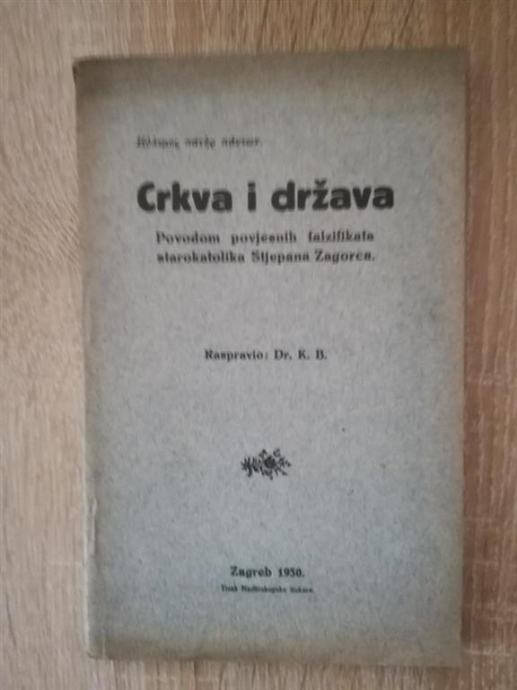 Crkva i država
Povodom povjesnih falzifikata
starokatolika Stjepana Zagorca.
Raspravio: Dr. K. B.
Zagreb 1930.
Tisak Nadbiskupske tiskare.